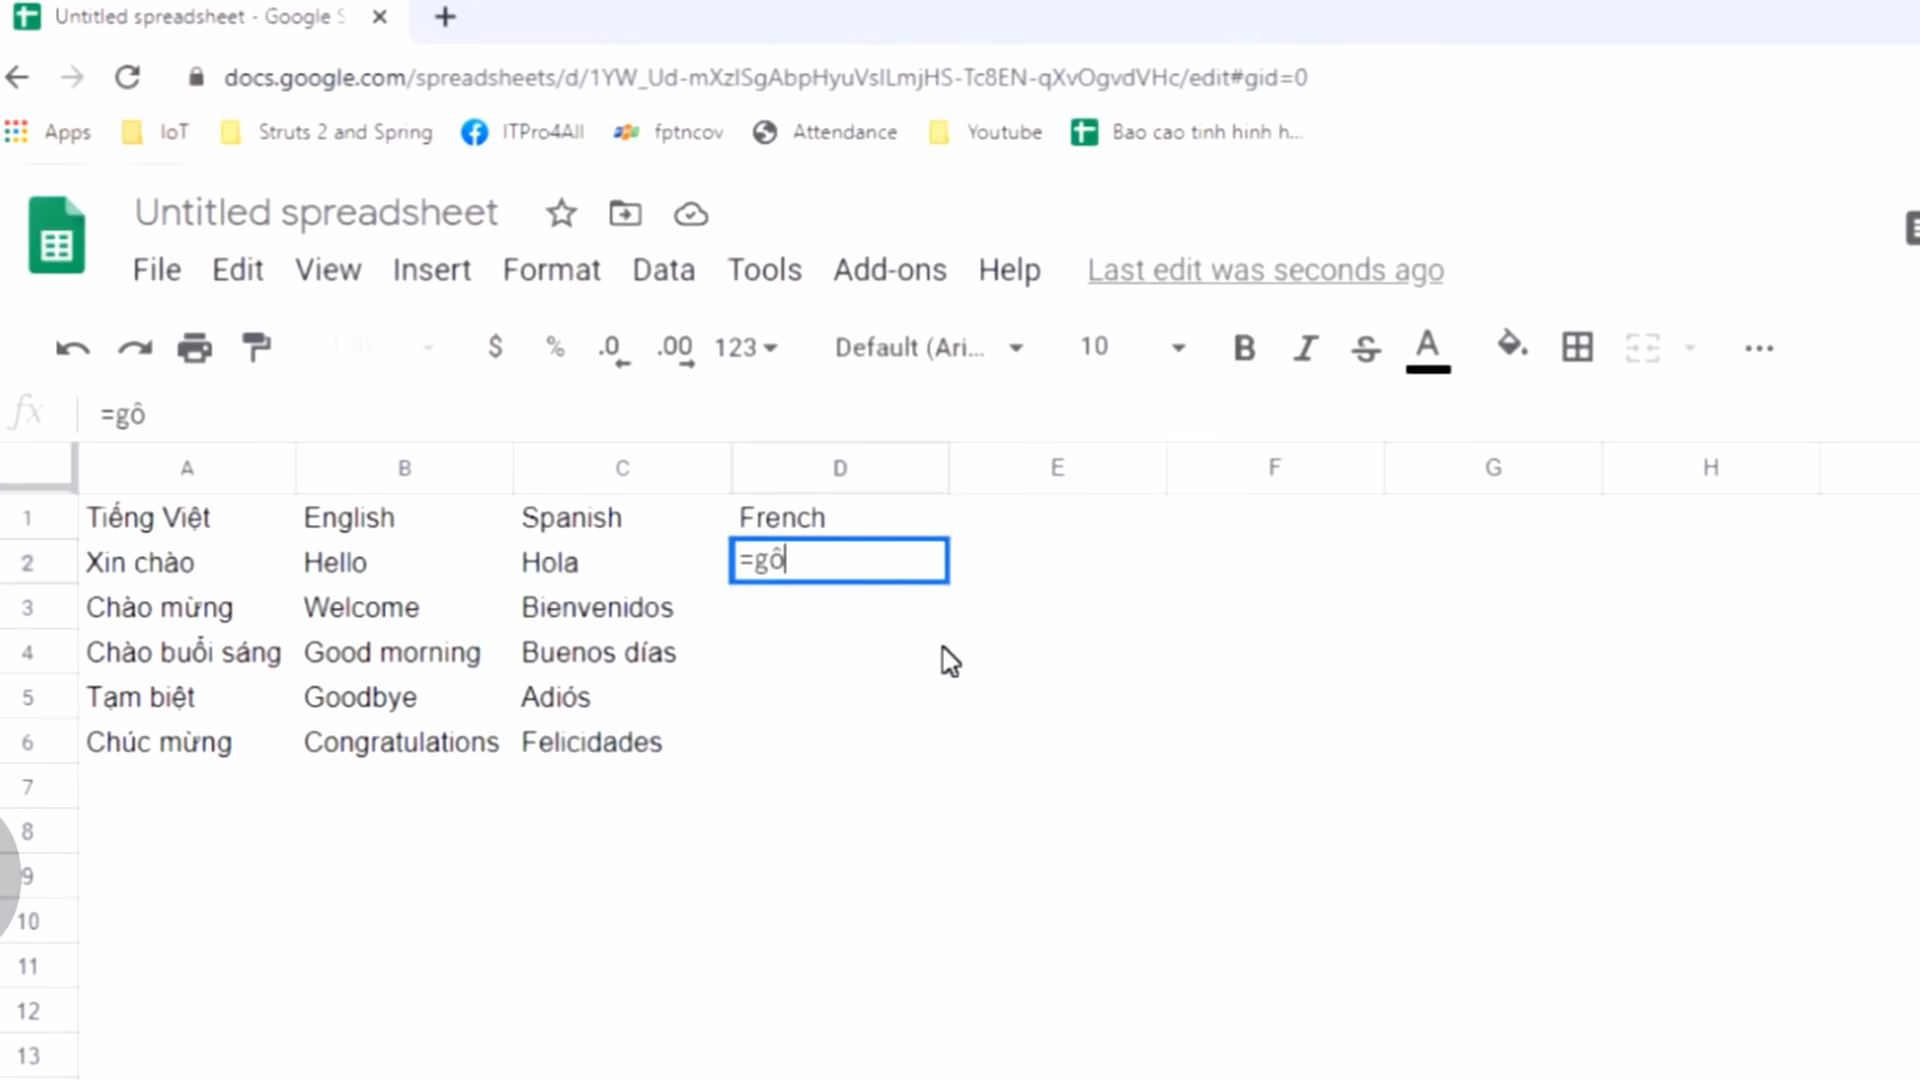 Untitled spreadsheet - Google S
docs.google.com/spreadsheets/d/1YW_Ud-mXzISgAbpHyuVsILmjHS-Tc8EN-qXvOgvdVHc/edit#gid=0
Apps IoT Struts 2 and Spring ITPro4All fptncov Attendance Youtube Bao cao tinh hinh h...
Untitled spreadsheet
File Edit View Insert Format Data Tools Add-ons Help Last edit was seconds ago
100 $ % .0 .00 123 Default (Ari... 10 B I S A ...
fx =gô
A B C D E F G H
1 Tiếng Việt English Spanish French
2 Xin chào Hello Hola =gô
3 Chào mừng Welcome Bienvenidos
4 Chào buổi sáng Good morning Buenos días
5 Tạm biệt Goodbye Adiós
6 Chúc mừng Congratulations Felicidades
7
8
9
10
11
12
13